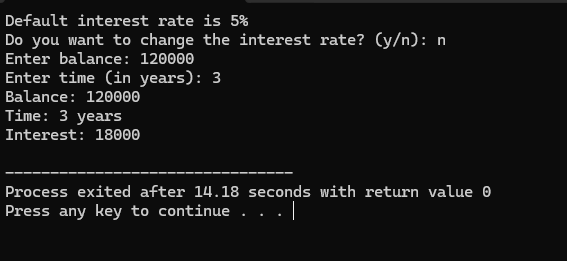 Default interest rate is 5%
Do you want to change the interest rate? (y/n): n
Enter balance: 120000
Enter time (in years): 3
Balance: 120000
Time: 3 years
Interest: 18000
--------------------------------
Process exited after 14.18 seconds with return value 0
Press any key to continue . . .